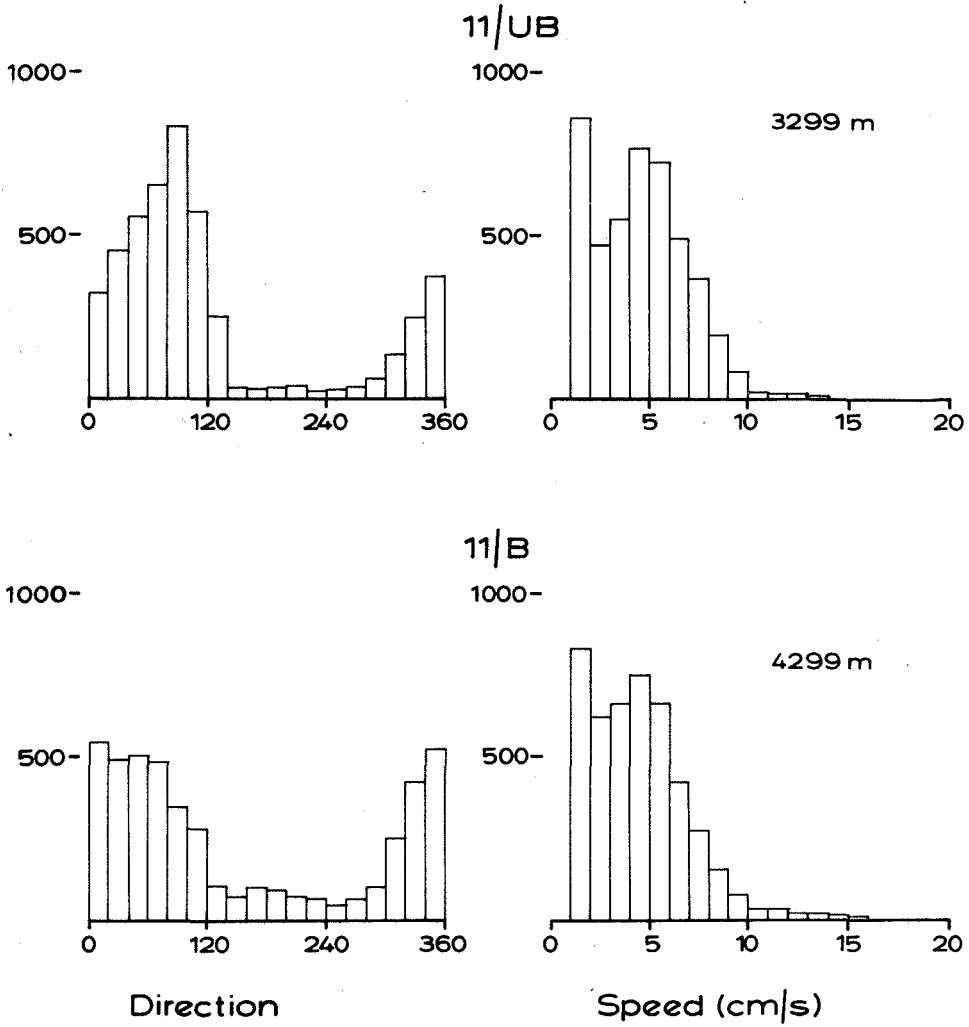 11/UB
1000- 1000-
3299 m
500- 500-
0 120 240 360 0 5 10 15 20
11/B
1000- 1000-
4299 m
500- 500-
0 120 240 360 0 5 10 15 20
Direction Speed (cm/s)